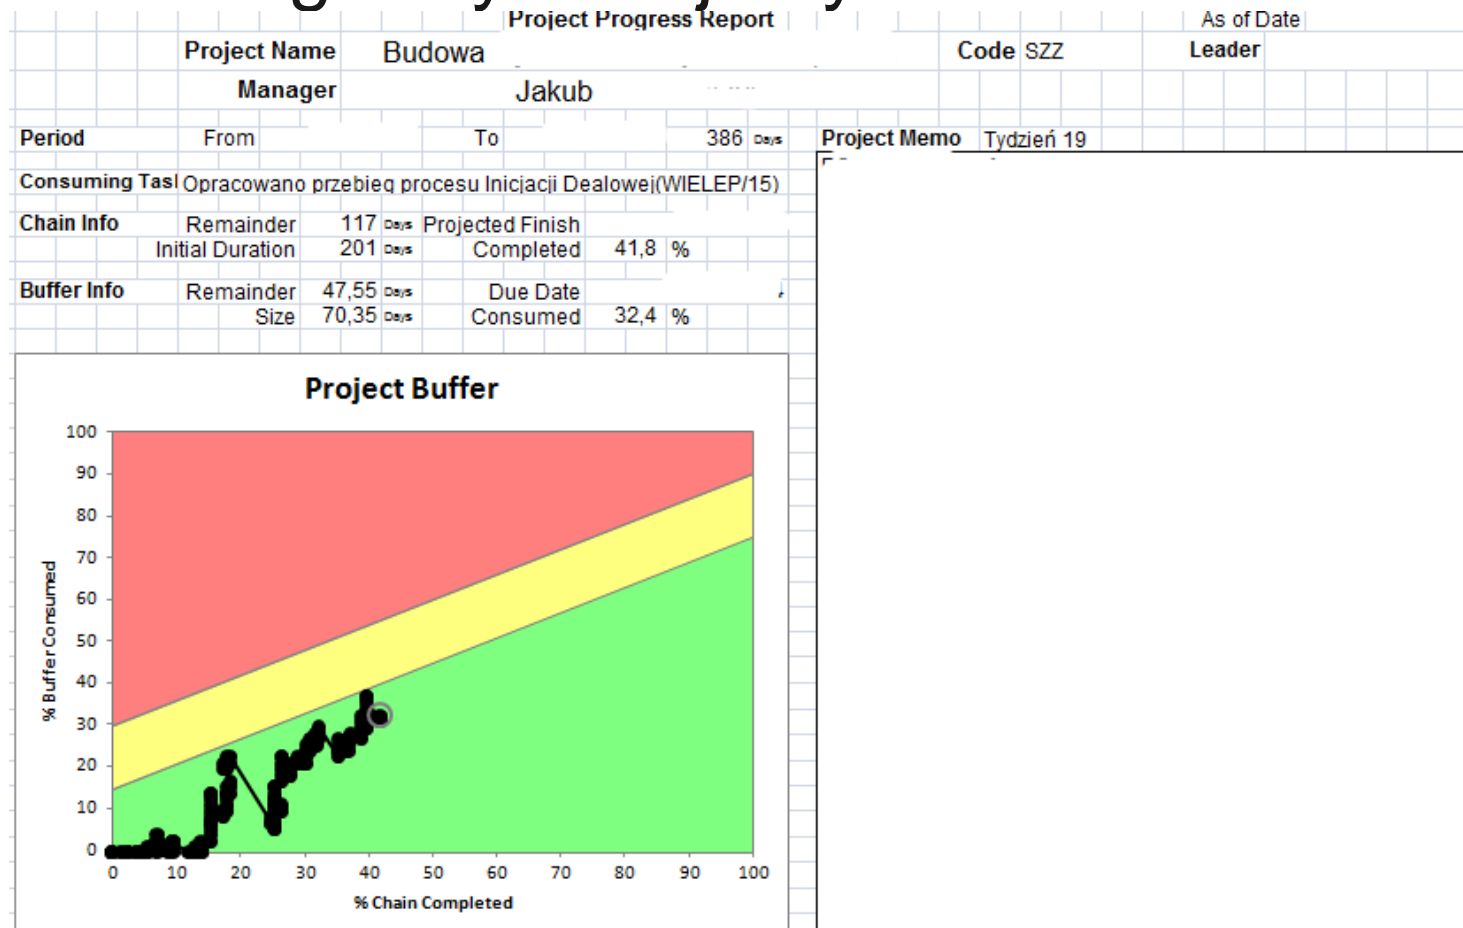 Project Progress Report As of Date
Project Name Budowa Code SZZ Leader
Manager Jakub
Period From To 386 Days Project Memo Tydzień 19
Consuming Tasl Opracowano przebieg procesu Inicjacji Dealowej(WIELEP/15)
Chain Info Remainder 117 Days Projected Finish
Initial Duration 201 Days Completed 41,8 %
Buffer Info Remainder 47,55 Days Due Date
Size 70,35 Days Consumed 32,4 %
Project Buffer
100
90
80
70
60
50
40
30
20
10
0
% Buffer Consumed
0 10 20 30 40 50 60 70 80 90 100
% Chain Completed